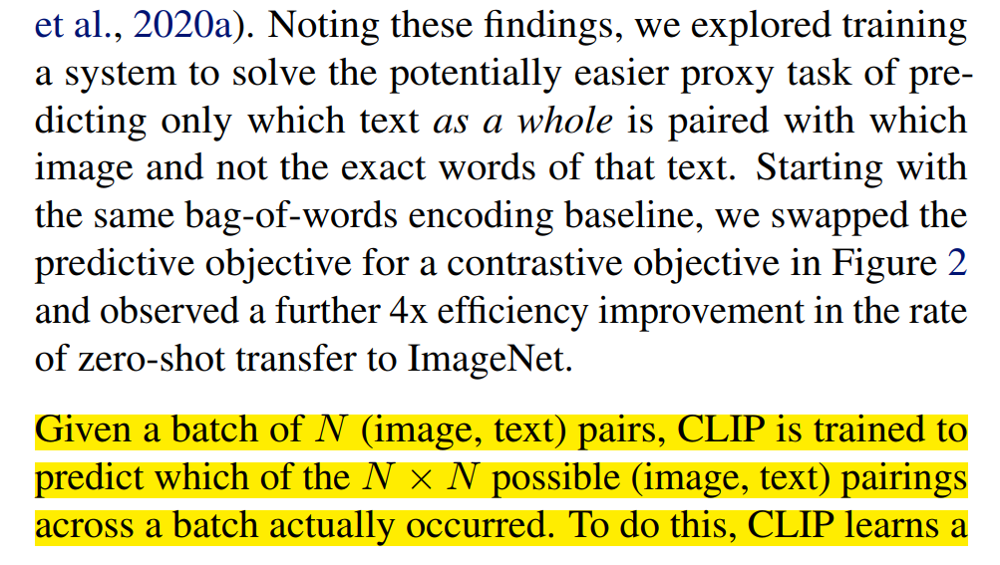 et al., 2020a). Noting these findings, we explored training
a system to solve the potentially easier proxy task of pre-
dicting only which text as a whole is paired with which
image and not the exact words of that text. Starting with
the same bag-of-words encoding baseline, we swapped the
predictive objective for a contrastive objective in Figure 2
and observed a further 4x efficiency improvement in the rate
of zero-shot transfer to ImageNet.
Given a batch of N (image, text) pairs, CLIP is trained to
predict which of the N × N possible (image, text) pairings
across a batch actually occurred. To do this, CLIP learns a